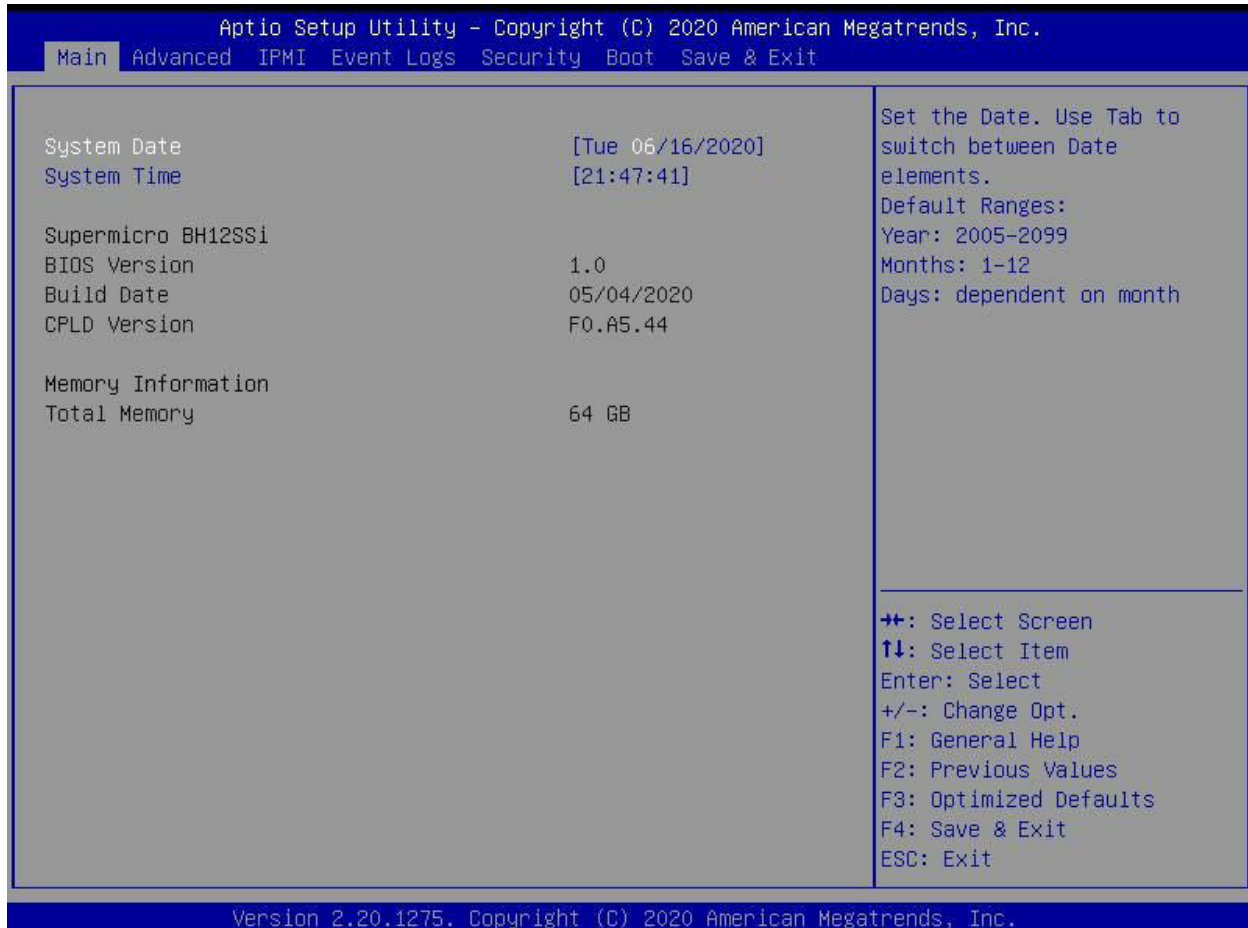 Aptio Setup Utility – Copyright (C) 2020 American Megatrends, Inc.
Main Advanced IPMI Event Logs Security Boot Save & Exit
System Date [Tue 06/16/2020]
System Time [21:47:41]
Supermicro BH12SSi
BIOS Version 1.0
Build Date 05/04/2020
CPLD Version F0.A5.44
Memory Information
Total Memory 64 GB
Set the Date. Use Tab to
switch between Date
elements.
Default Ranges:
Year: 2005-2099
Months: 1-12
Days: dependent on month
→←: Select Screen
↑↓: Select Item
Enter: Select
+/-: Change Opt.
F1: General Help
F2: Previous Values
F3: Optimized Defaults
F4: Save & Exit
ESC: Exit
Version 2.20.1275. Copyright (C) 2020 American Megatrends, Inc.